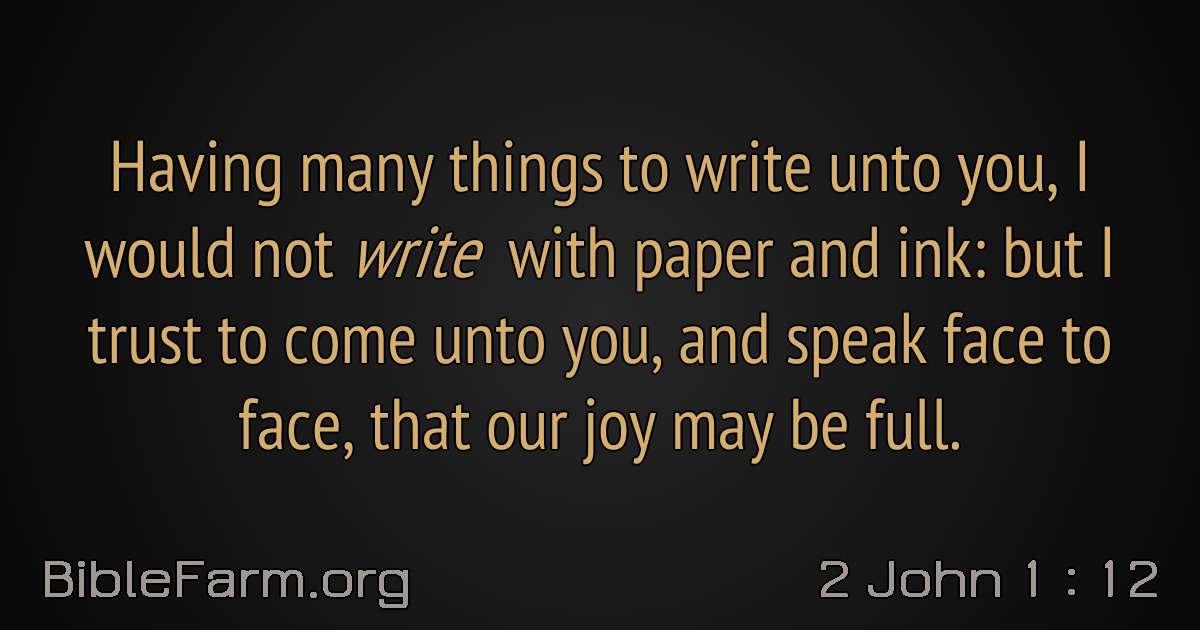 Having many things to write unto you, I
would not write with paper and ink: but I
trust to come unto you, and speak face to
face, that our joy may be full.
BibleFarm.org
2 John 1 : 12